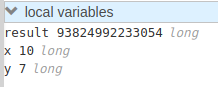 local variables
result 93824992233054 long
x 10 long
y 7 long